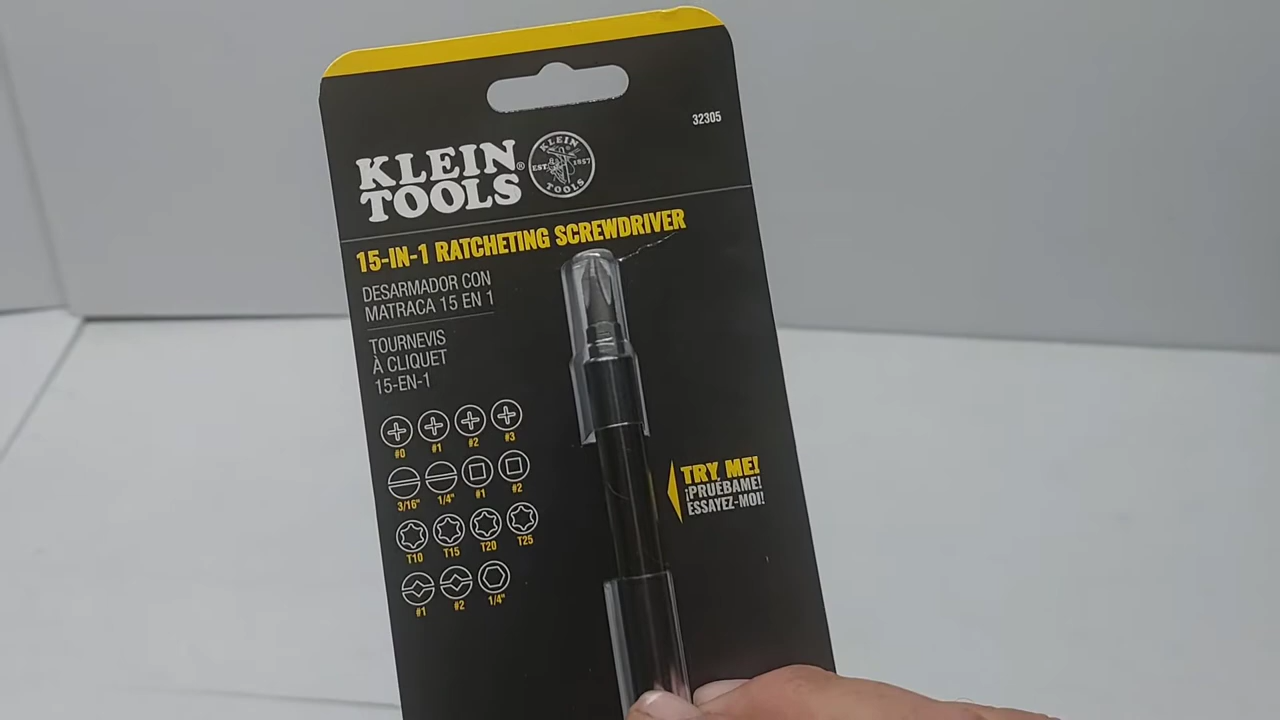 32305
KLEIN
TOOLS®
KLEIN
EST. 1857
TOOLS
15-IN-1 RATCHETING SCREWDRIVER
DESARMADOR CON
MATRACA 15 EN 1
TOURNEVIS
À CLIQUET
15-EN-1
#0 #1 #2 #3
3/16" 1/4" #1 #2
T10 T15 T20 T25
#1 #2 1/4"
TRY ME!
¡PRUÉBAME!
ESSAYEZ-MOI!